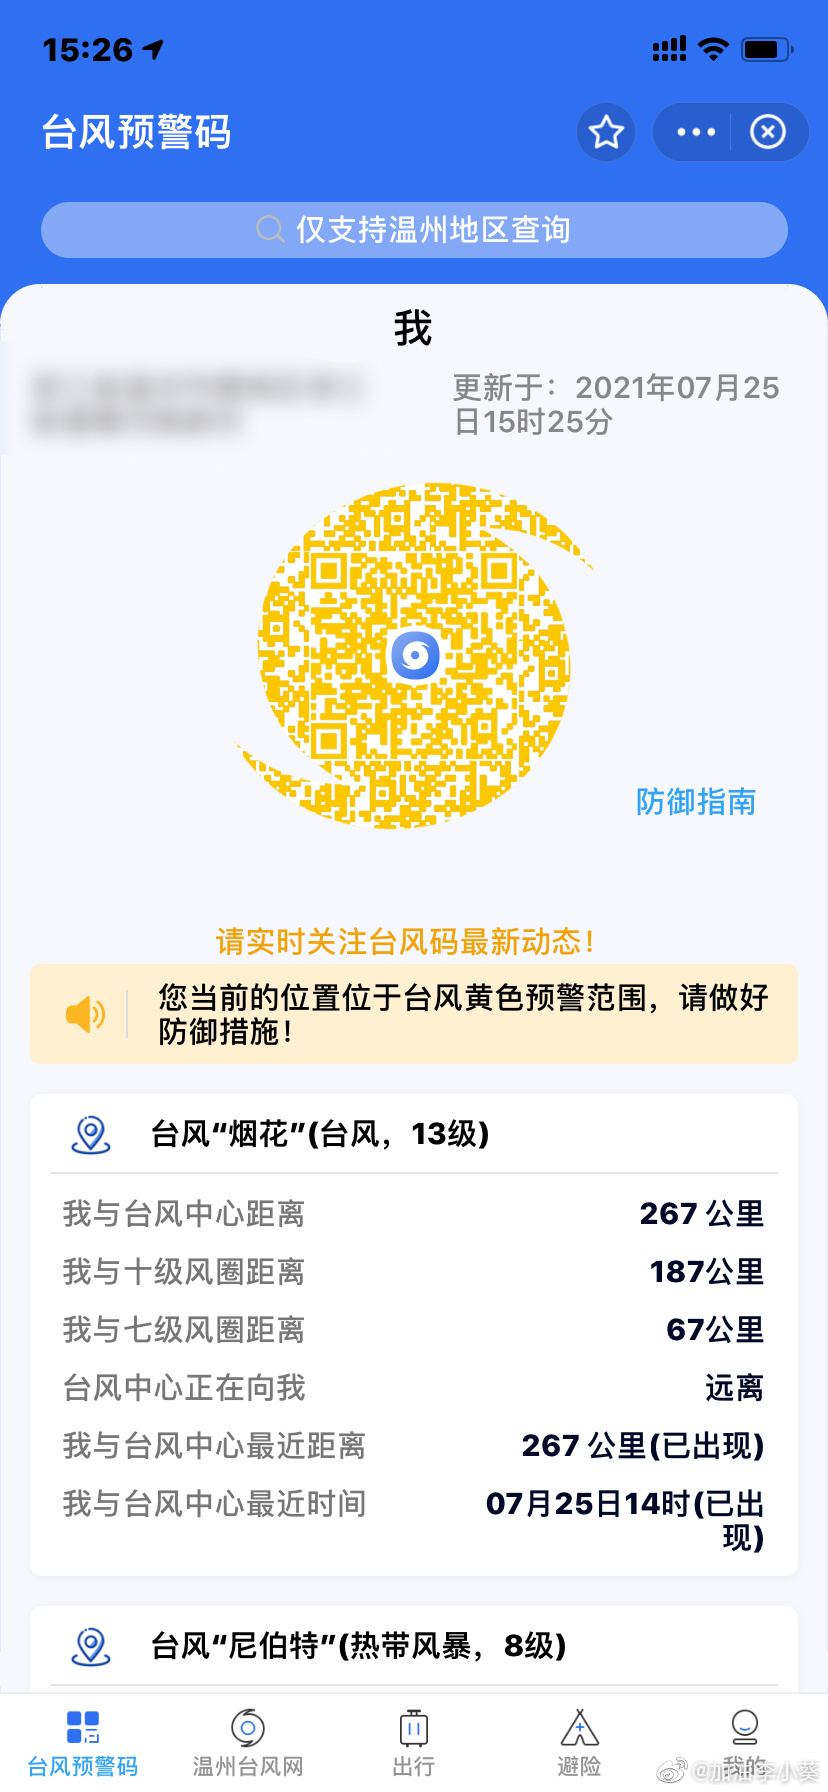 15:26
台风预警码
仅支持温州地区查询
我
更新于：2021年07月25
日15时25分
防御指南
请实时关注台风码最新动态！
您当前的位置位于台风黄色预警范围，请做好
防御措施！
台风“烟花”(台风，13级)
我与台风中心距离 267 公里
我与十级风圈距离 187公里
我与七级风圈距离 67公里
台风中心正在向我 远离
我与台风中心最近距离 267 公里(已出现)
我与台风中心最近时间 07月25日14时(已出
现)
台风“尼伯特”(热带风暴，8级)
台风预警码 温州台风网 出行 避险 我的
@加油李小葵